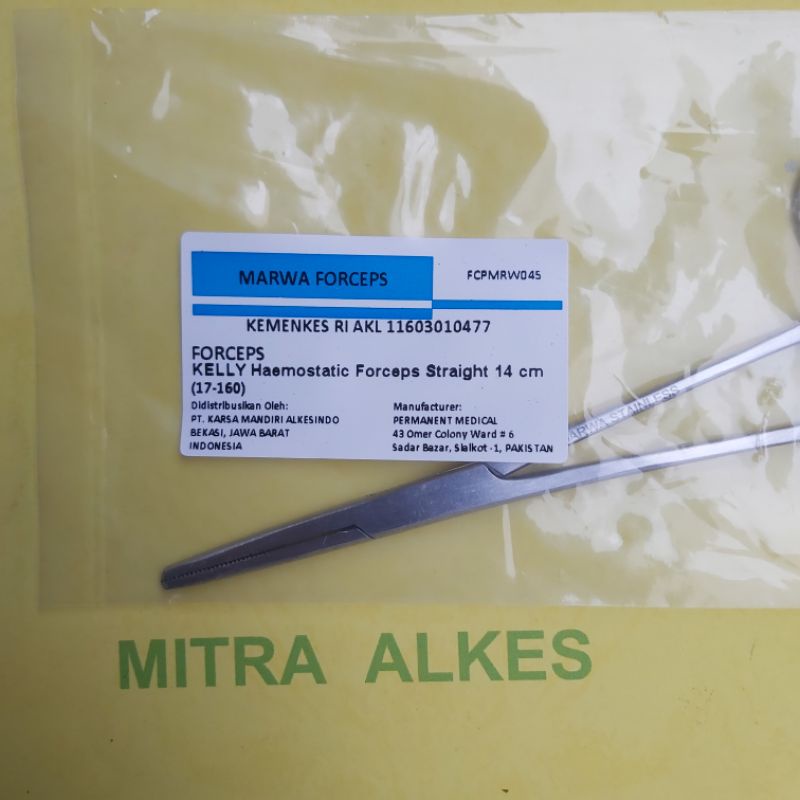 MARWA FORCEPS
FCPMRW045
KEMENKES RI AKL 11603010477
FORCEPS
KELLY Haemostatic Forceps Straight 14 cm
(17-160)
Didistribusikan Oleh:
PT. KARSA MANDIRI ALKESINDO
BEKASI, JAWA BARAT
INDONESIA
Manufacturer:
PERMANENT MEDICAL
43 Omer Colony Ward # 6
Sadar Bazar, Sialkot -1, PAKISTAN
STAINLESS
MITRA ALKES